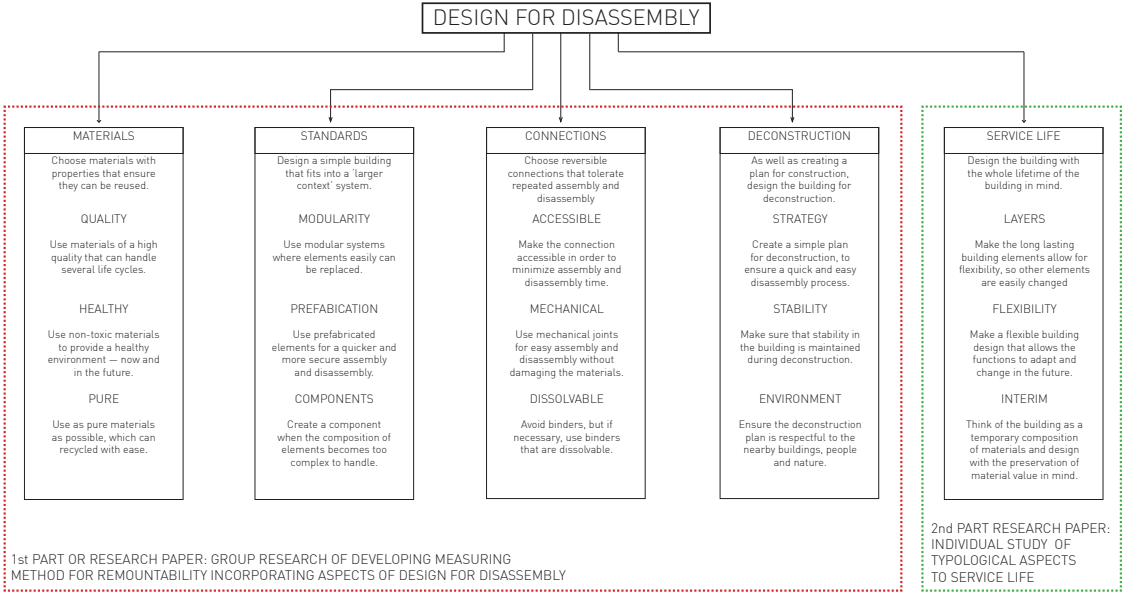 DESIGN FOR DISASSEMBLY
MATERIALS
Choose materials with
properties that ensure
they can be reused.
QUALITY
Use materials of a high
quality that can handle
several life cycles.
HEALTHY
Use non-toxic materials
to provide a healthy
environment — now and
in the future.
PURE
Use as pure materials
as possible, which can
recycled with ease.
STANDARDS
Design a simple building
that fits into a 'larger
context' system.
MODULARITY
Use modular systems
where elements easily can
be replaced.
PREFABICATION
Use prefabricated
elements for a quicker and
more secure assembly
and disassembly.
COMPONENTS
Create a component
when the composition of
elements becomes too
complex to handle.
CONNECTIONS
Choose reversible
connections that tolerate
repeated assembly and
disassembly
ACCESSIBLE
Make the connection
accessible in order to
minimize assembly and
disassembly time.
MECHANICAL
Use mechanical joints
for easy assembly and
disassembly without
damaging the materials.
DISSOLVABLE
Avoid binders, but if
necessary, use binders
that are dissolvable.
DECONSTRUCTION
As well as creating a
plan for construction,
design the building for
deconstruction.
STRATEGY
Create a simple plan
for deconstruction, to
ensure a quick and easy
disassembly process.
STABILITY
Make sure that stability in
the building is maintained
during deconstruction.
ENVIRONMENT
Ensure the deconstruction
plan is respectful to the
nearby buildings, people
and nature.
SERVICE LIFE
Design the building with
the whole lifetime of the
building in mind.
LAYERS
Make the long lasting
building elements allow for
flexibility, so other elements
are easily changed
FLEXIBILITY
Make a flexible building
design that allows the
functions to adapt and
change in the future.
INTERIM
Think of the building as a
temporary composition
of materials and design
with the preservation of
material value in mind.
1st PART OR RESEARCH PAPER: GROUP RESEARCH OF DEVELOPING MEASURING
METHOD FOR REMOUNTABILITY INCORPORATING ASPECTS OF DESIGN FOR DISASSEMBLY
2nd PART RESEARCH PAPER:
INDIVIDUAL STUDY OF
TYPOLOGICAL ASPECTS
TO SERVICE LIFE